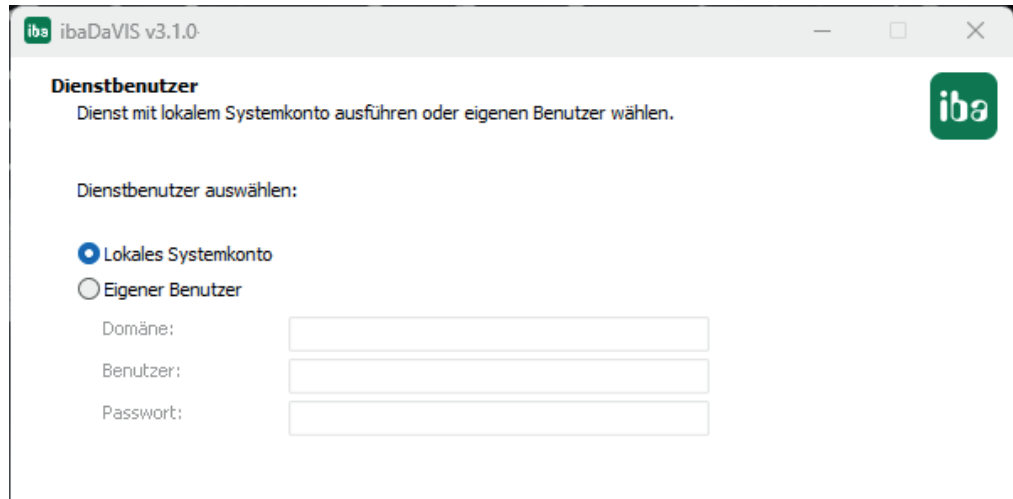 iba ibaDaVIS v3.1.0
Dienstbenutzer
Dienst mit lokalem Systemkonto ausführen oder eigenen Benutzer wählen.
iba
Dienstbenutzer auswählen:
Lokales Systemkonto
Eigener Benutzer
Domäne:
Benutzer:
Passwort: